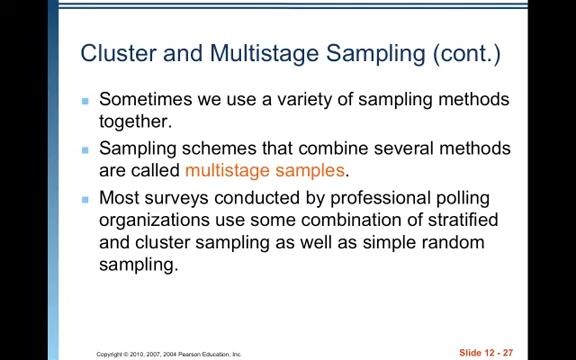 Cluster and Multistage Sampling (cont.)
Sometimes we use a variety of sampling methods
together.
Sampling schemes that combine several methods
are called multistage samples.
Most surveys conducted by professional polling
organizations use some combination of stratified
and cluster sampling as well as simple random
sampling.
Copyright © 2010, 2007, 2004 Pearson Education, Inc.
Slide 12 - 27